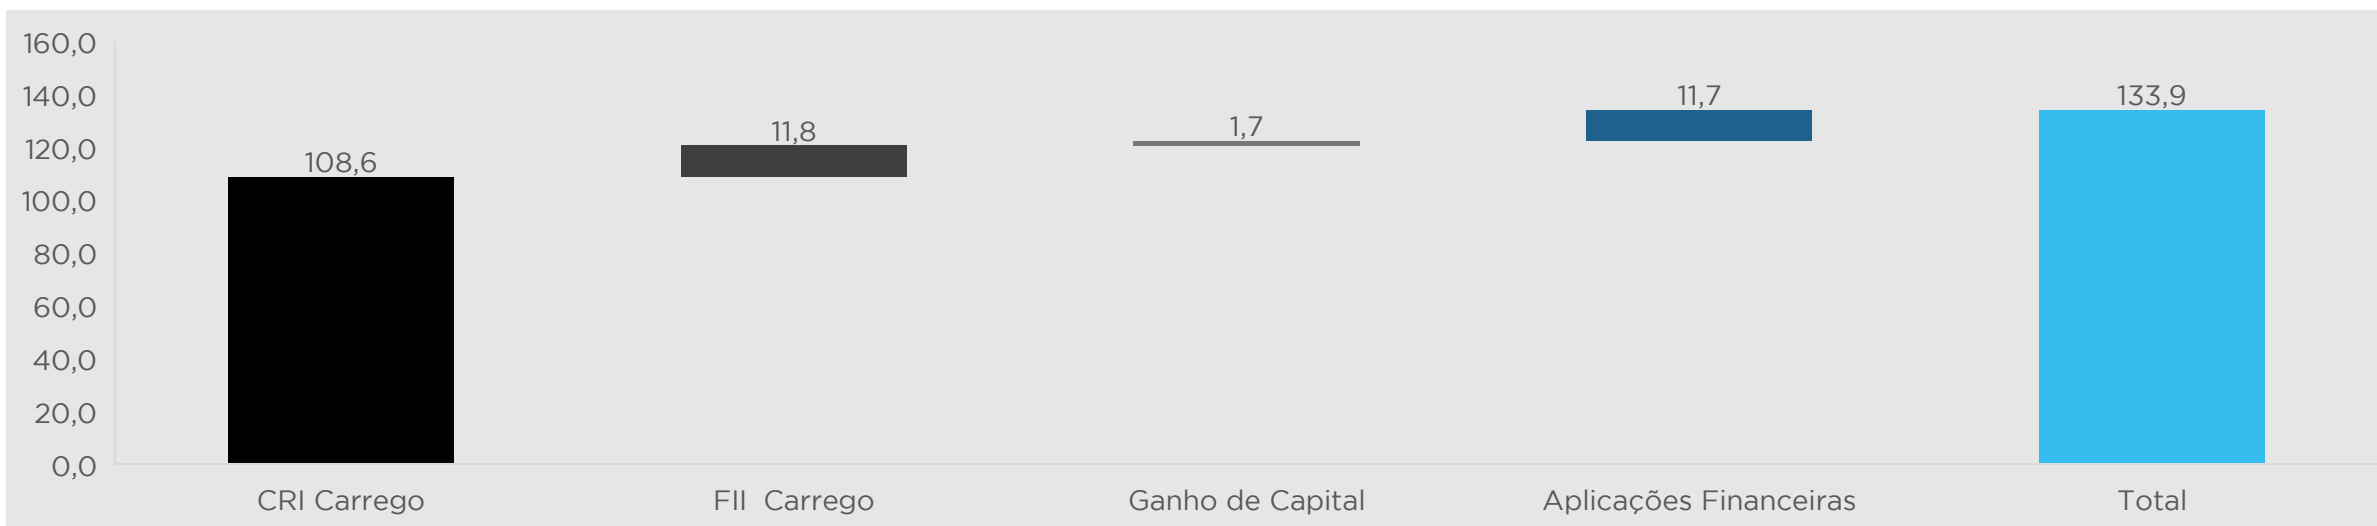 160,0
140,0
120,0
100,0
80,0
60,0
40,0
20,0
0,0
108,6
11,8
1,7
11,7
133,9
CRI Carrego
FII  Carrego
Ganho de Capital
Aplicações Financeiras
Total